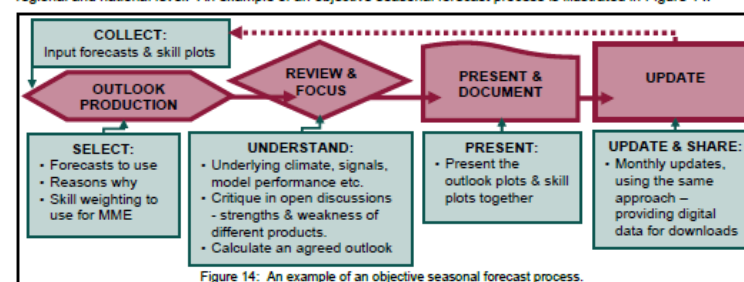 regional and national level. An example of an objective seasonal forecast process is illustrated in Figure 14.
COLLECT:
Input forecasts & skill plots
OUTLOOK
PRODUCTION
REVIEW &
FOCUS
PRESENT &
DOCUMENT
UPDATE
SELECT:
• Forecasts to use
• Reasons why
• Skill weighting to
use for MME
UNDERSTAND:
• Underlying climate, signals,
model performance etc.
• Critique in open discussions
- strengths & weakness of
different products.
• Calculate an agreed outlook
PRESENT:
• Present the
outlook plots & skill
plots together
UPDATE & SHARE:
• Monthly updates,
using the same
approach –
providing digital
data for downloads
Figure 14: An example of an objective seasonal forecast process.